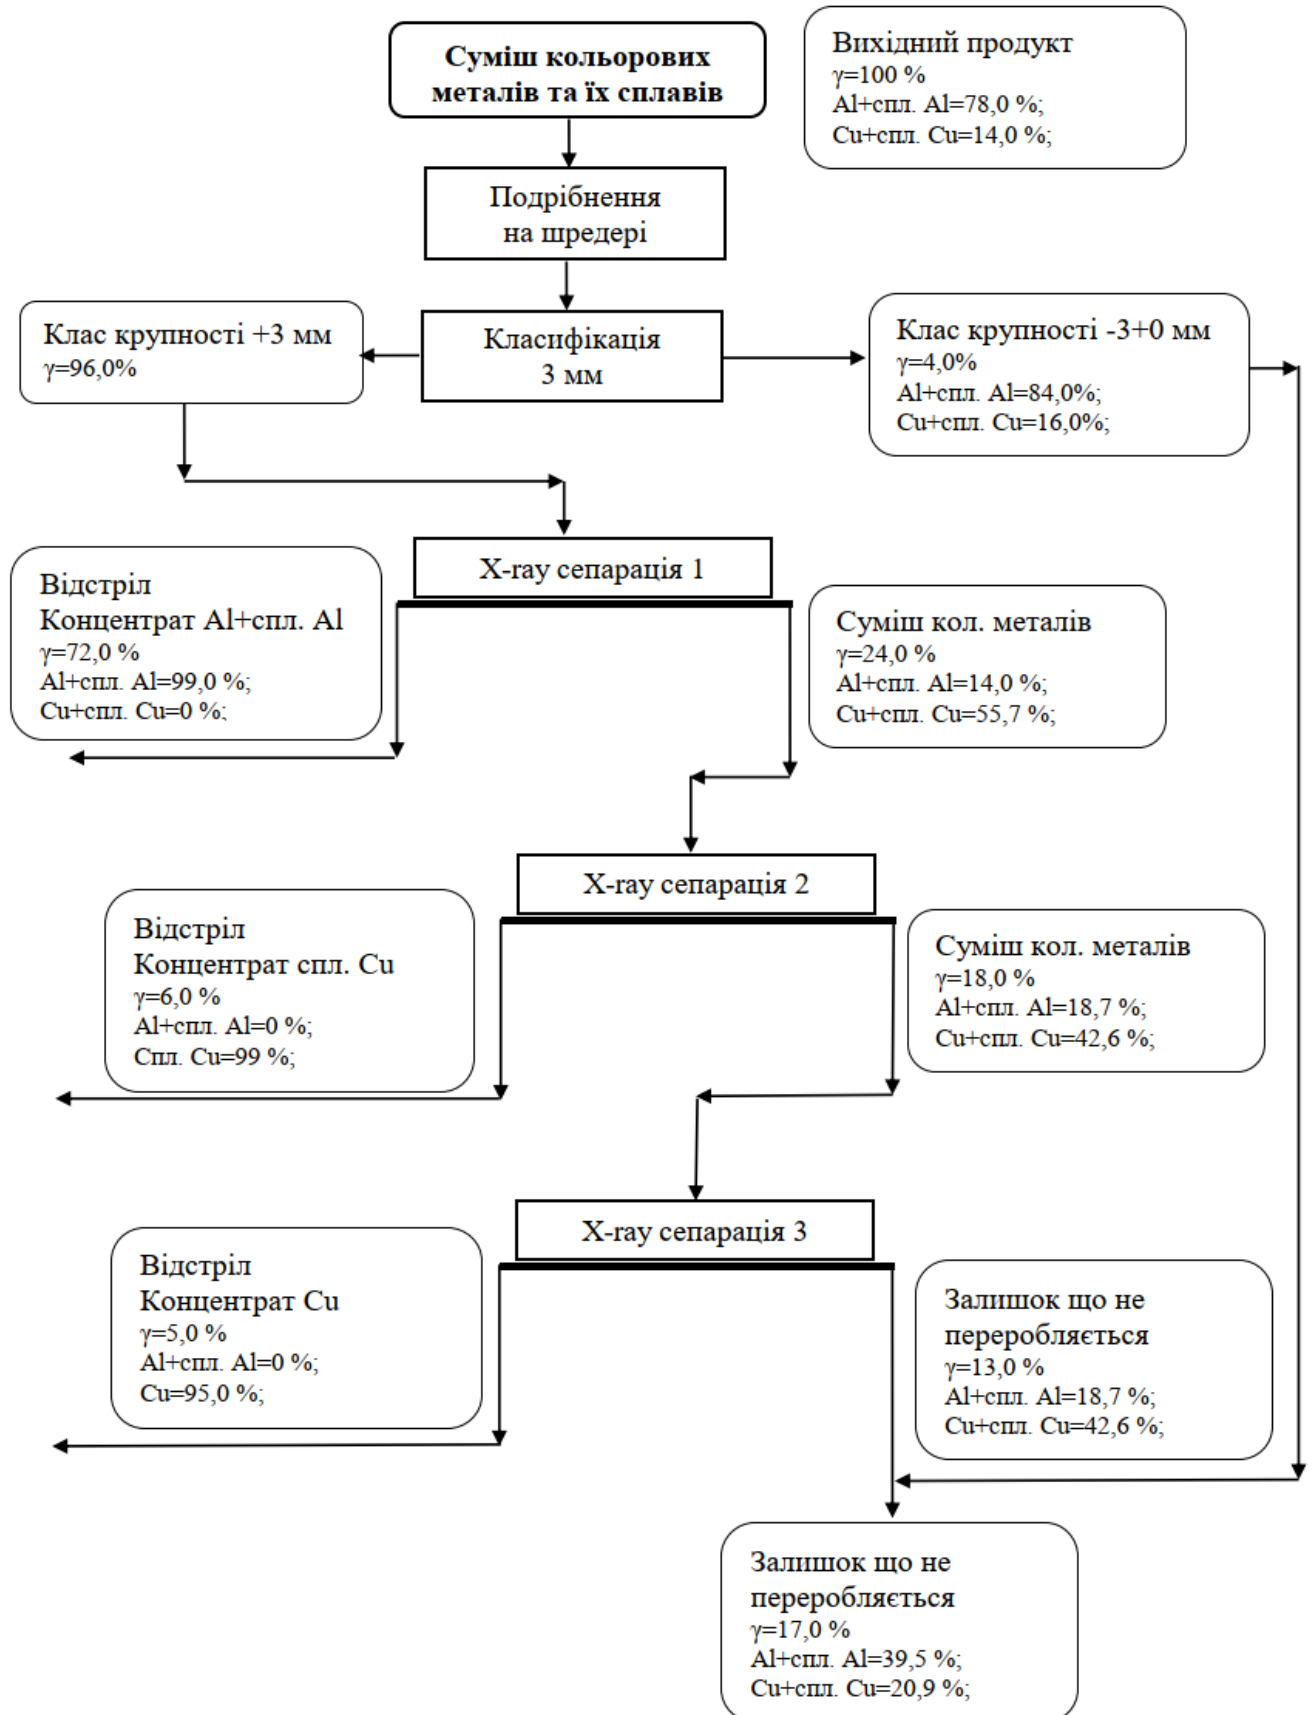 Суміш кольорових
металів та їх сплавів
Вихідний продукт
γ=100 %
Al+спл. Al=78,0 %;
Cu+спл. Cu=14,0 %;
Подрібнення
на шредері
Клас крупності +3 мм
γ=96,0%
Класифікація
3 мм
Клас крупності -3+0 мм
γ=4,0%
Al+спл. Al=84,0%;
Cu+спл. Cu=16,0%;
X-ray сепарація 1
Відстріл
Концентрат Al+спл. Al
γ=72,0 %
Al+спл. Al=99,0 %;
Cu+спл. Cu=0 %;
Суміш кол. металів
γ=24,0 %
Al+спл. Al=14,0 %;
Cu+спл. Cu=55,7 %;
X-ray сепарація 2
Відстріл
Концентрат спл. Cu
γ=6,0 %
Al+спл. Al=0 %;
Спл. Cu=99 %;
Суміш кол. металів
γ=18,0 %
Al+спл. Al=18,7 %;
Cu+спл. Cu=42,6 %;
X-ray сепарація 3
Відстріл
Концентрат Cu
γ=5,0 %
Al+спл. Al=0 %;
Cu=95,0 %;
Залишок що не
переробляється
γ=13,0 %
Al+спл. Al=18,7 %;
Cu+спл. Cu=42,6 %;
Залишок що не
переробляється
γ=17,0 %
Al+спл. Al=39,5 %;
Cu+спл. Cu=20,9 %;